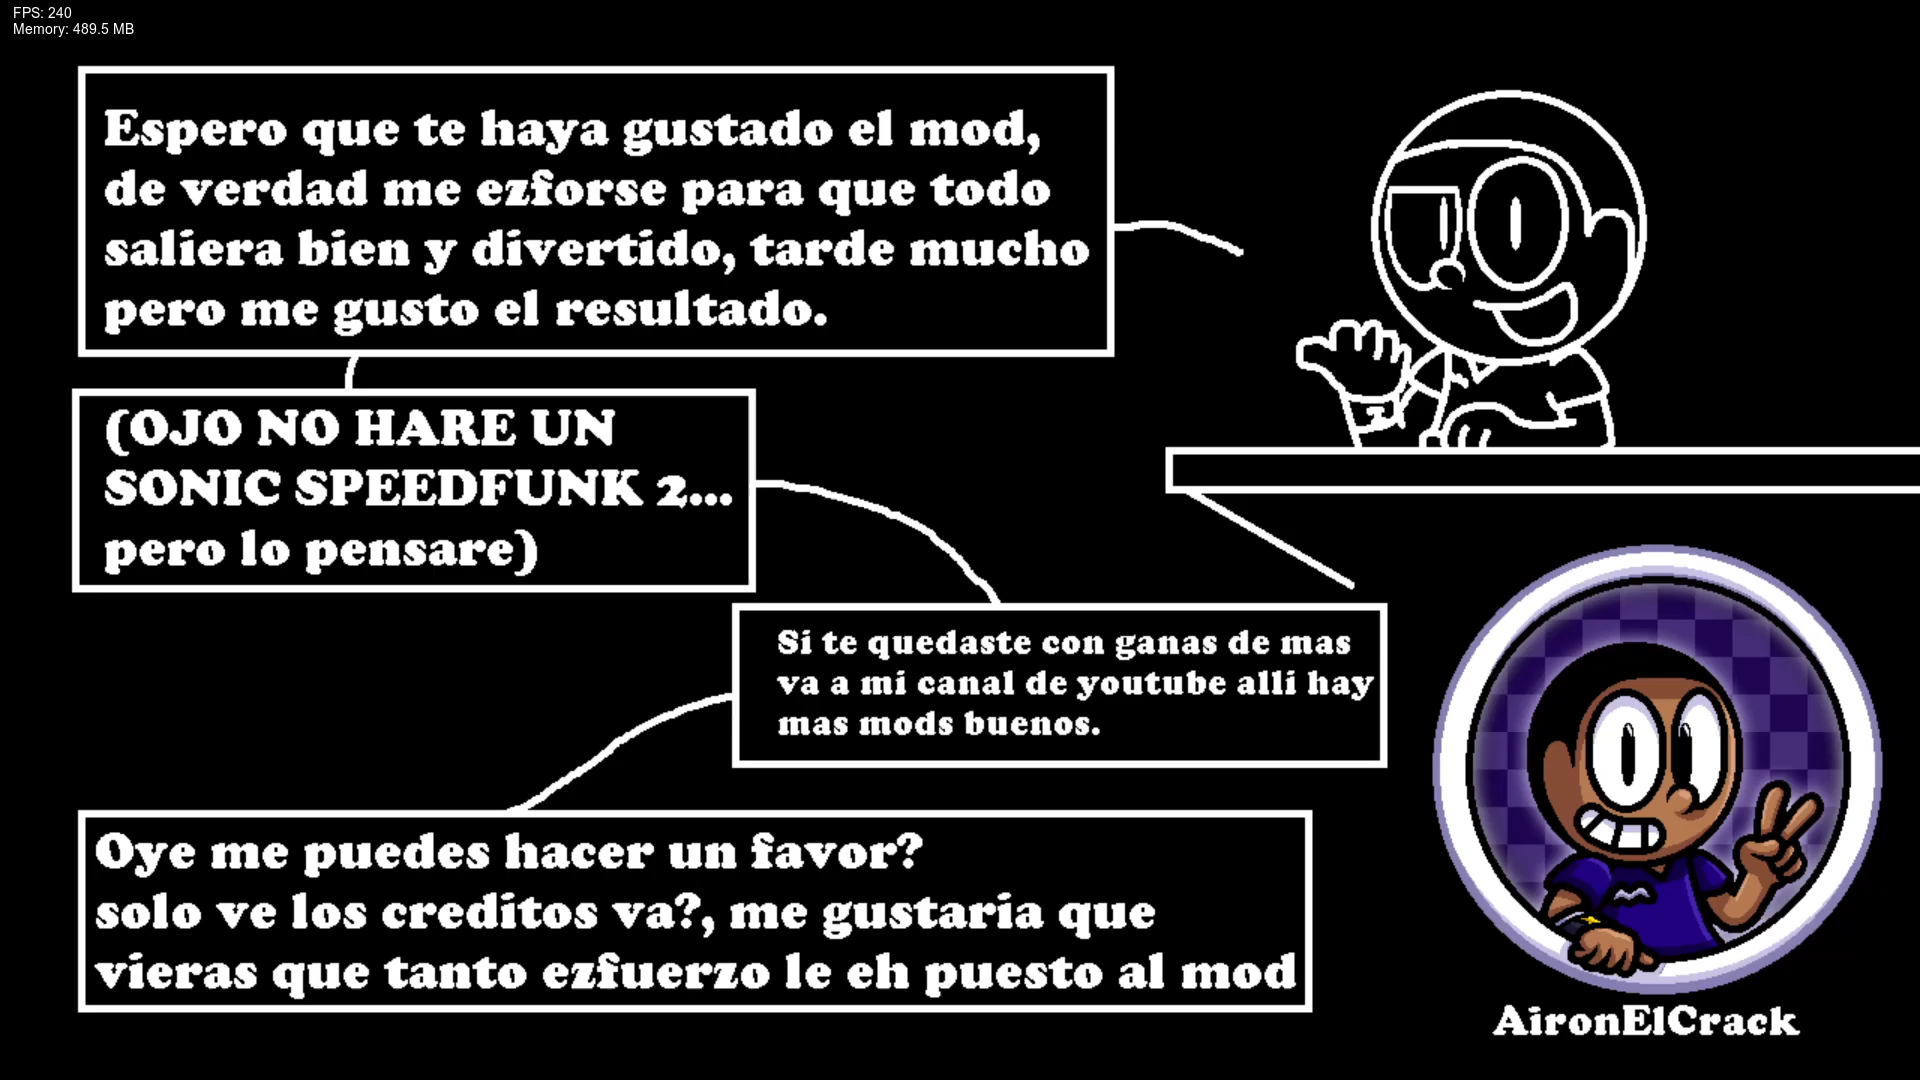 FPS: 240
Memory: 489.5 MB
Espero que te haya gustado el mod,
de verdad me ezforse para que todo
saliera bien y divertido, tarde mucho
pero me gusto el resultado.
(OJO NO HARE UN
SONIC SPEEDFUNK 2...
pero lo pensare)
Si te quedaste con ganas de mas
va a mi canal de youtube alli hay
mas mods buenos.
Oye me puedes hacer un favor?
solo ve los creditos va?, me gustaria que
vieras que tanto ezfuerzo le eh puesto al mod
AironElCrack